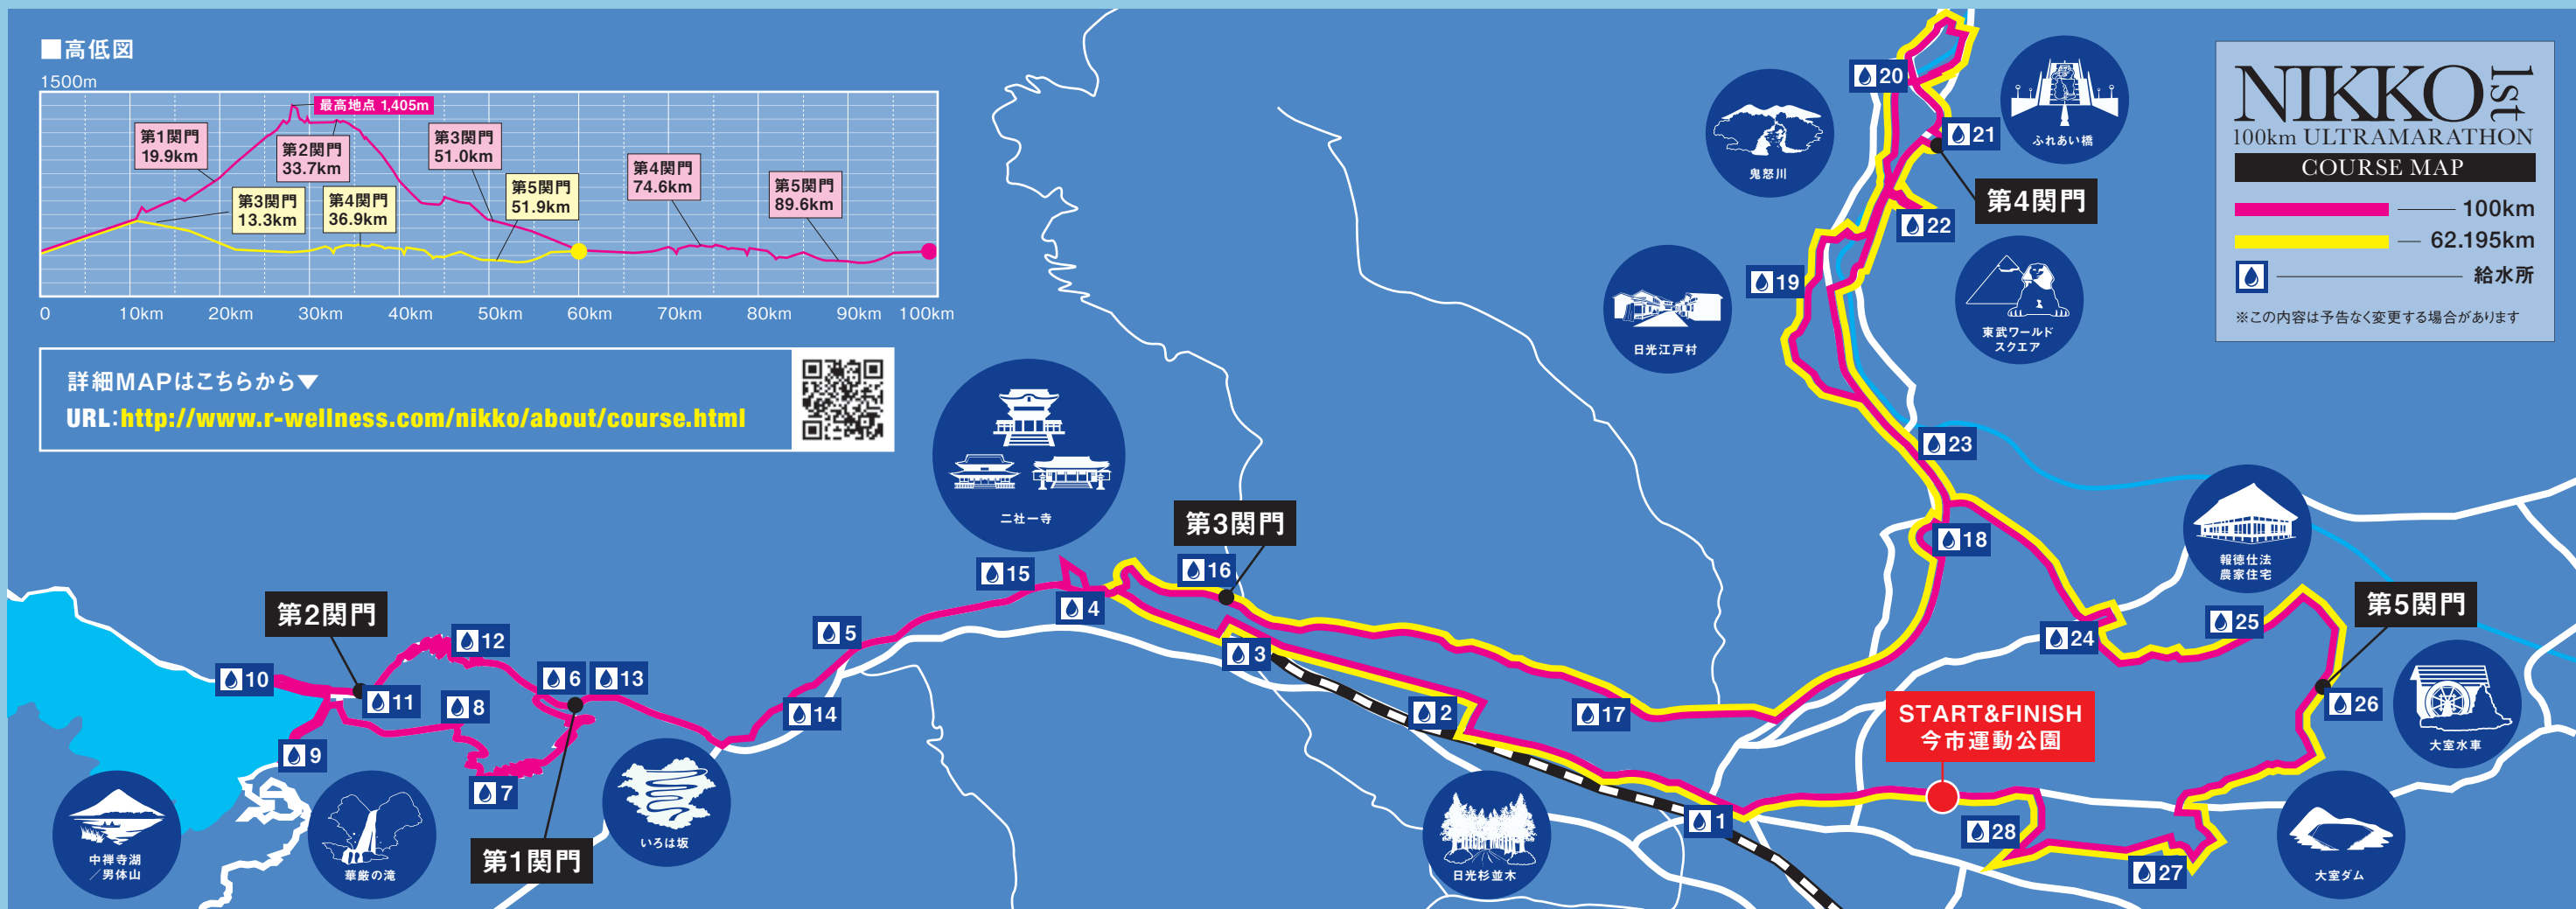 ■高低図
1500m
最高地点 1,405m
第1関門
19.9km
第2関門
33.7km
第3関門
51.0km
第4関門
74.6km
第5関門
89.6km
第3関門
13.3km
第4関門
36.9km
第5関門
51.9km
0 10km 20km 30km 40km 50km 60km 70km 80km 90km 100km
詳細MAPはこちらから▼
URL:http://www.r-wellness.com/nikko/about/course.html
NIKKO 1st
100km ULTRAMARATHON
COURSE MAP
100km
62.195km
給水所
※この内容は予告なく変更する場合があります
20
21
鬼怒川
ふれあい橋
第4関門
22
19
日光江戸村
東武ワールド
スクエア
23
二社一寺
第3関門
18
報徳仕法
農家住宅
15
16
4
第2関門
第5関門
5
12
3
24
25
10
6
13
11
8
14
2
17
26
START&FINISH
今市運動公園
大室水車
9
7
1
28
27
中禅寺湖
／男体山
華厳の滝
第1関門
いろは坂
日光杉並木
大室ダム